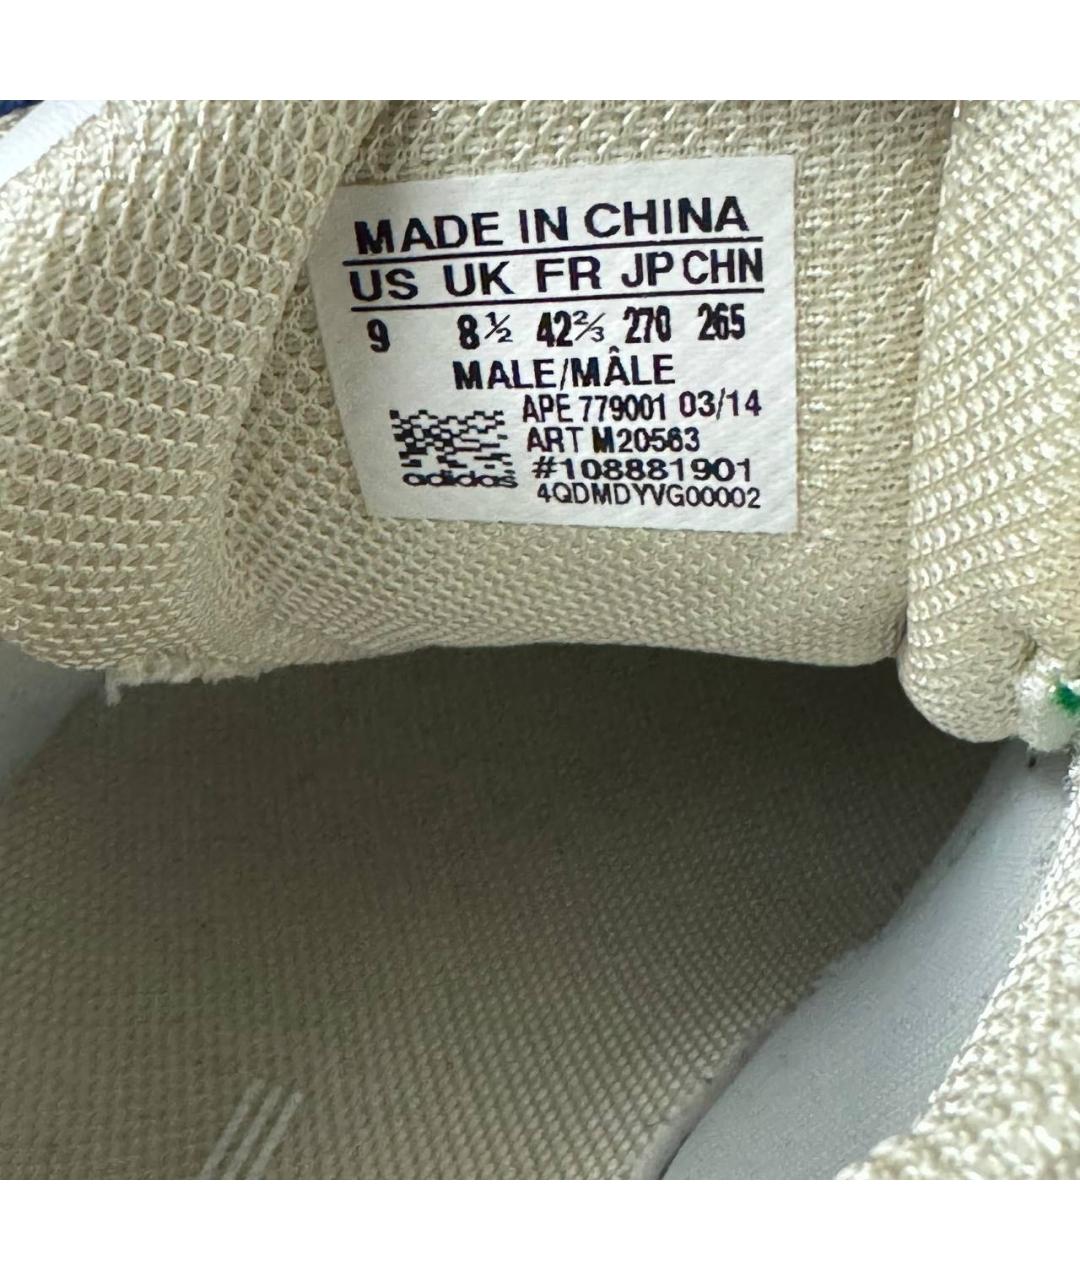 MADE IN CHINA
US UK FR JP CHN
9 8½ 42⅔ 270 265
MALE/MÂLE
APE 779001 03/14
ART M20563
#108881901
adidas
4QDMDYVG00002